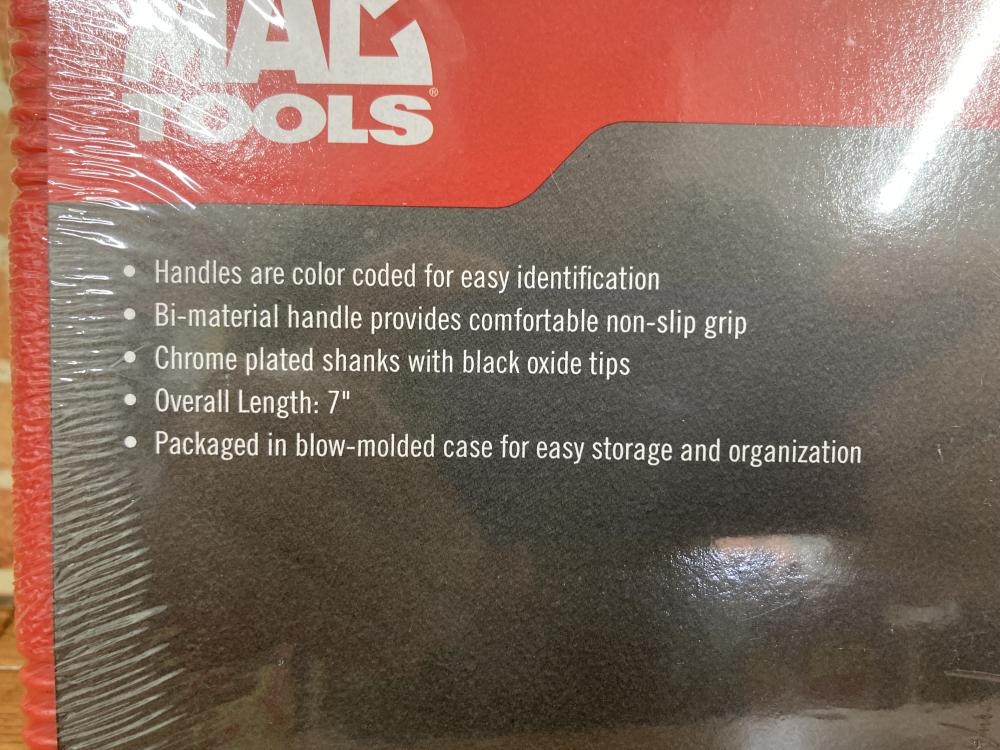 MAC
TOOLS®
• Handles are color coded for easy identification
• Bi-material handle provides comfortable non-slip grip
• Chrome plated shanks with black oxide tips
• Overall Length: 7"
• Packaged in blow-molded case for easy storage and organization